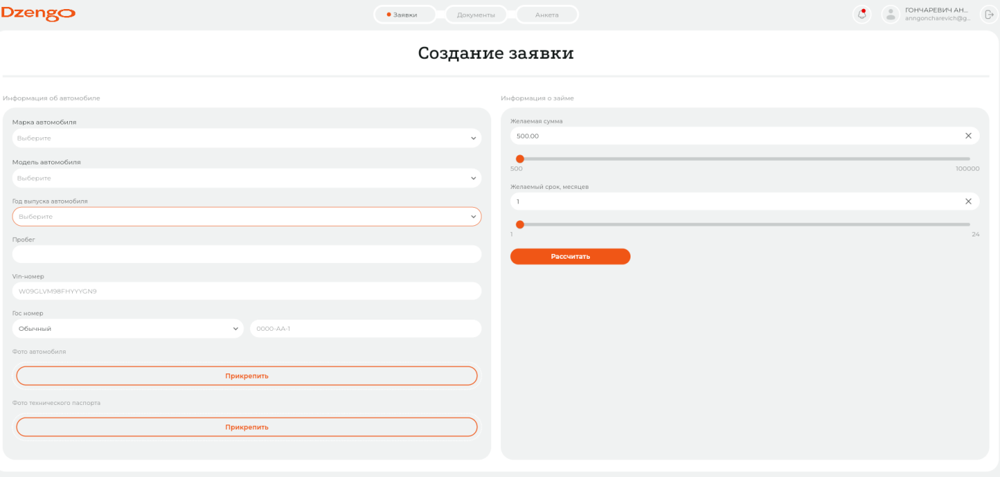 Dzengo
Заявки
Документы
Анкета
ГОНЧАРЕВИЧ АН...
anngoncharevich@g...
Создание заявки
Информация об автомобиле
Марка автомобиля
Выберите
Модель автомобиля
Выберите
Год выпуска автомобиля
Выберите
Пробег
Vin-номер
W09GLVM98FHYYYGN9
Гос номер
Обычный
0000-AA-1
Фото автомобиля
Прикрепить
Фото технического паспорта
Прикрепить
Информация о займе
Желаемая сумма
500.00
500 100000
Желаемый срок, месяцев
1
1 24
Рассчитать